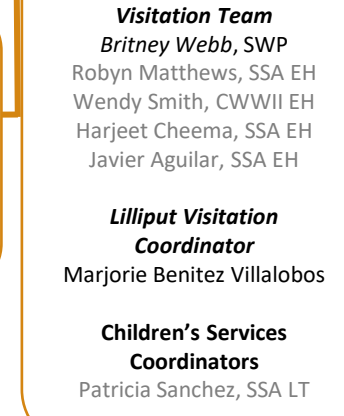 Visitation Team
Britney Webb, SWP
Robyn Matthews, SSA EH
Wendy Smith, CWWII EH
Harjeet Cheema, SSA EH
Javier Aguilar, SSA EH
Lilliput Visitation
Coordinator
Marjorie Benitez Villalobos
Children’s Services
Coordinators
Patricia Sanchez, SSA LT